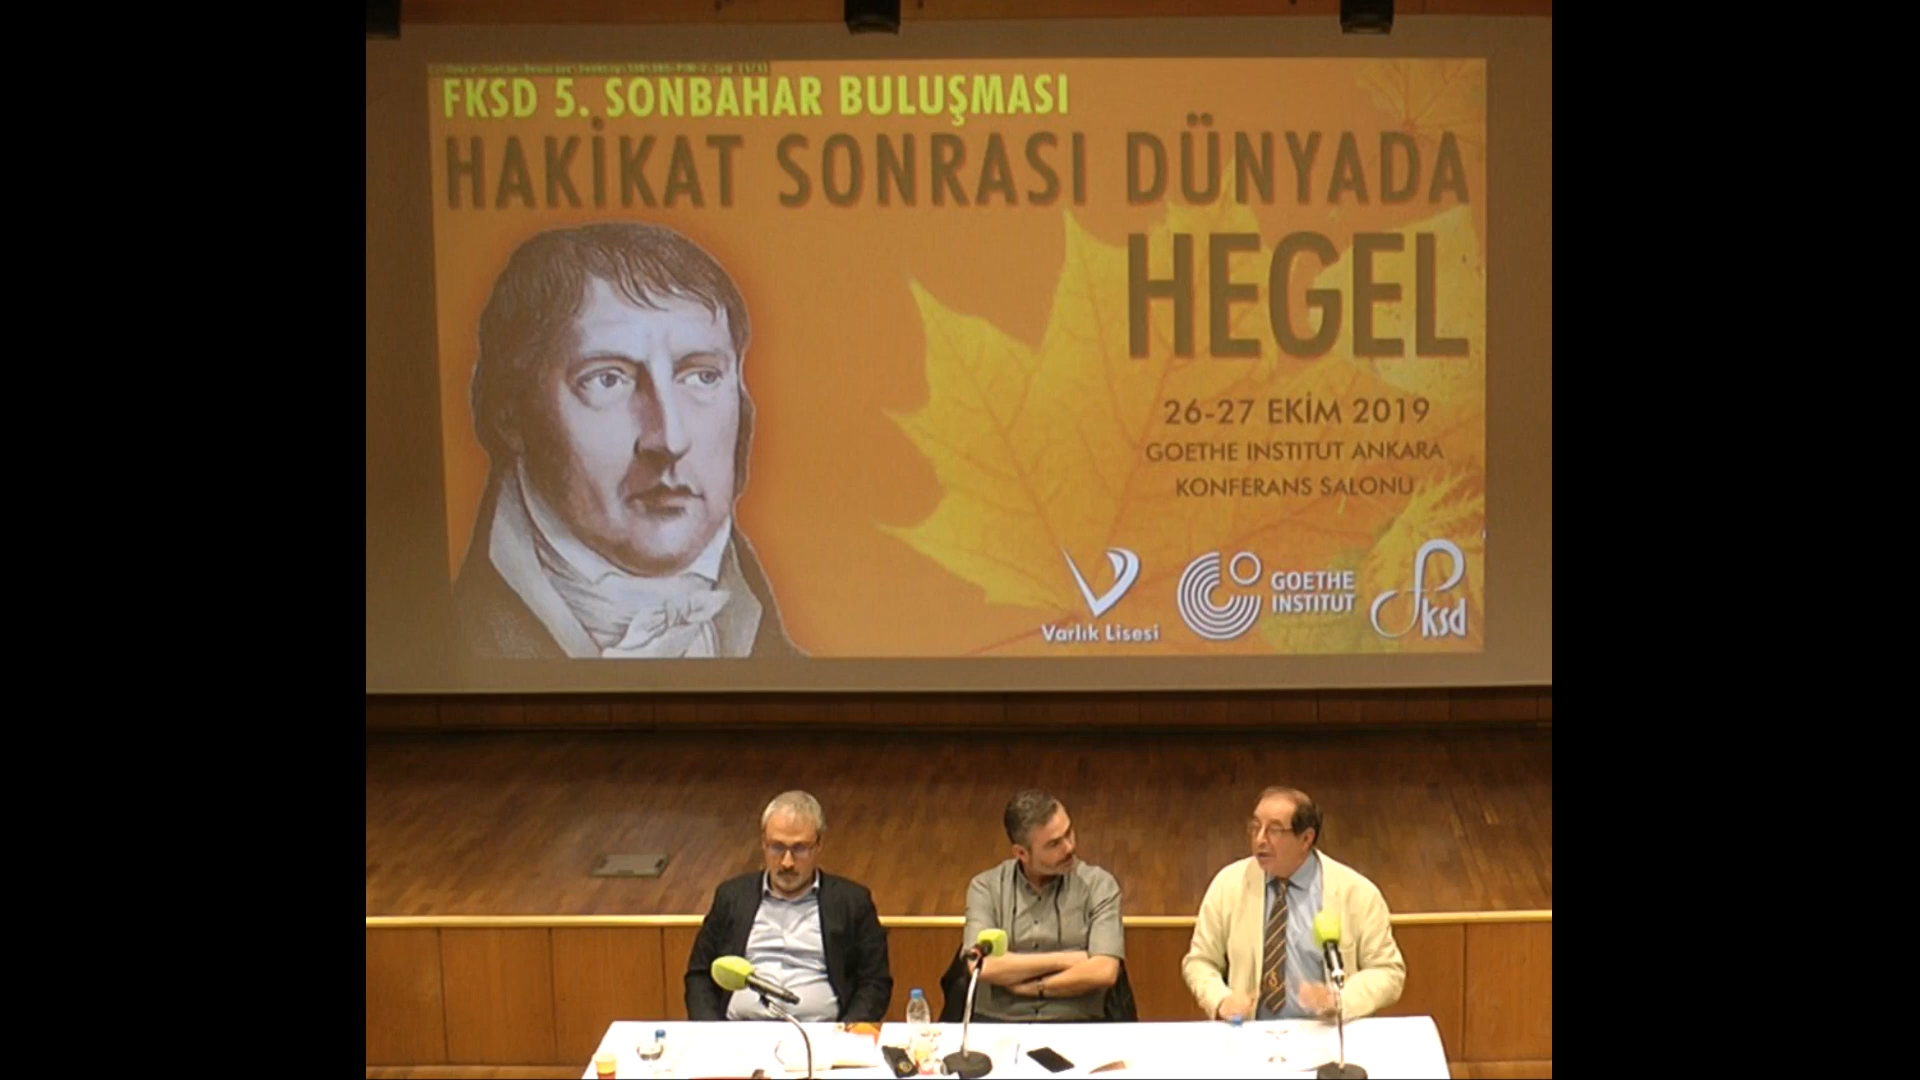 FKSD 5. SONBAHAR BULUŞMASI
HAKİKAT SONRASI DÜNYADA
HEGEL
26-27 EKİM 2019
GOETHE INSTITUT ANKARA
KONFERANS SALONU
Varlık Lisesi
GOETHE
INSTITUT
fksd